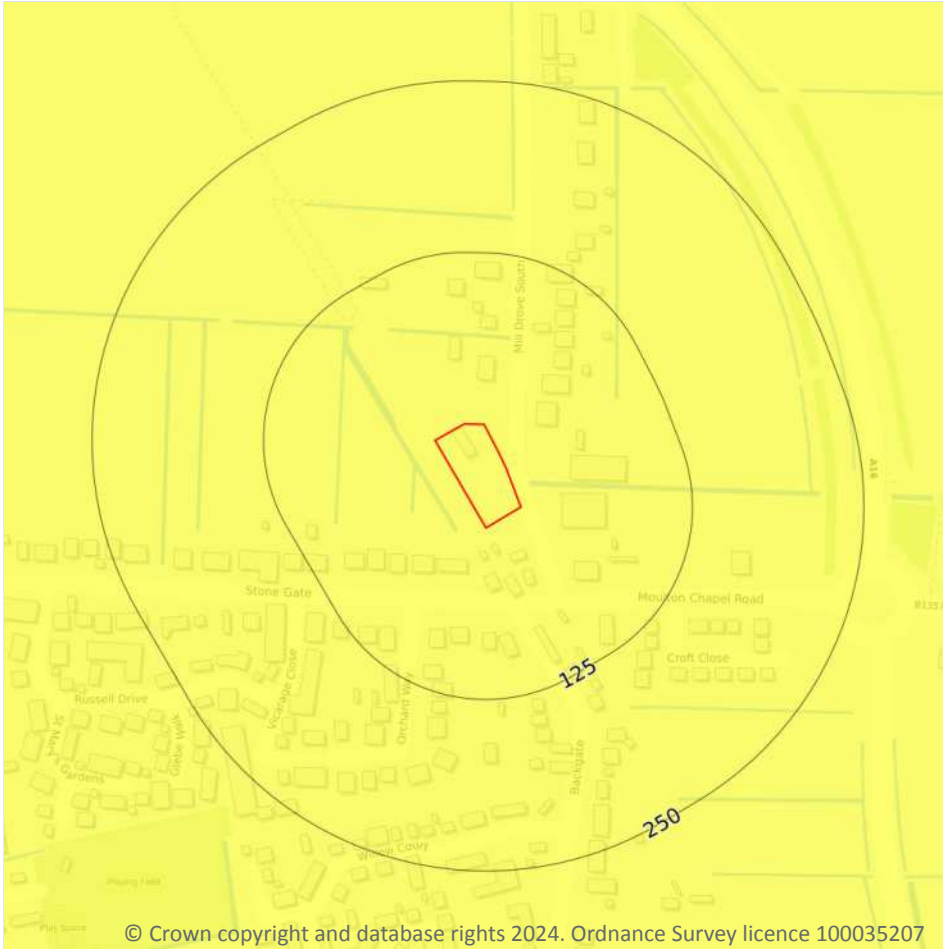 Mill Drove South
A16
Stone Gate
Moulton Chapel Road
B1357
Croft Close
125
Vicarage Close
Orchard Way
Russell Drive
Glebe Walk
St Mark
Gardens
Backgate
250
Willow Court
Playing Field
Play Space
© Crown copyright and database rights 2024. Ordnance Survey licence 100035207